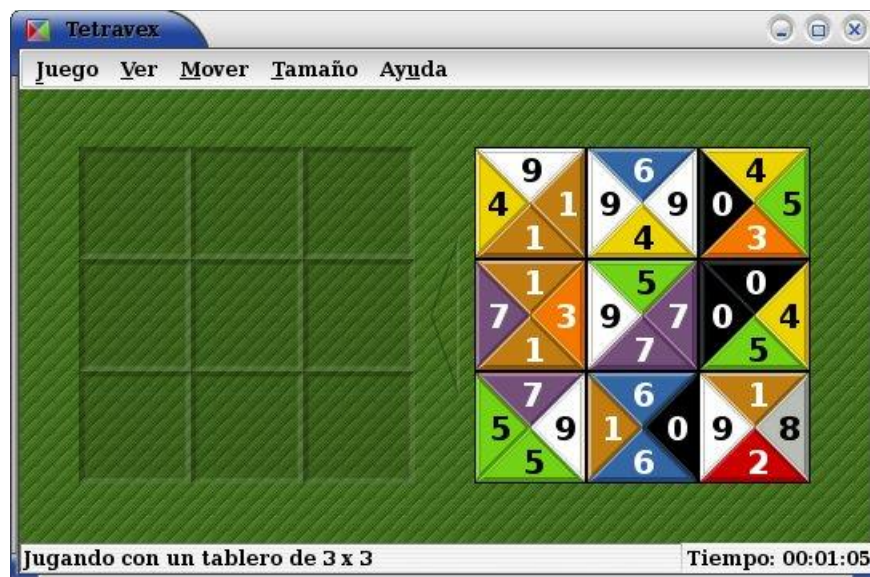 Tetravex
Juego Ver Mover Tamaño Ayuda
9 6 4
4 1 9 9 0 5
1 4 3
1 5 0
7 3 9 7 0 4
1 7 5
7 6 1
5 9 1 0 9 8
5 6 2
Jugando con un tablero de 3 x 3 Tiempo: 00:01:05